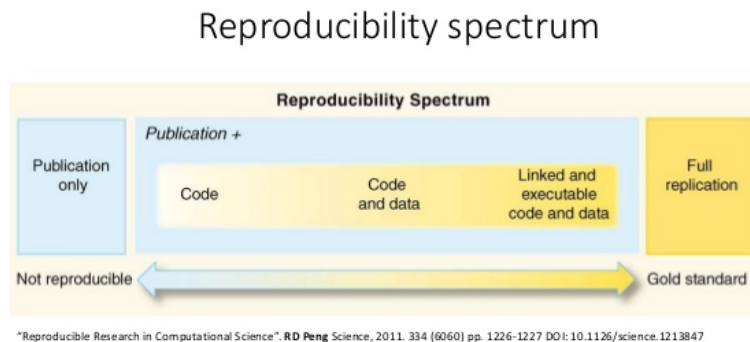 Reproducibility spectrum
Reproducibility Spectrum
Publication only
Publication +
Code
Code
and data
Linked and
executable
code and data
Full
replication
Not reproducible
Gold standard
"Reproducible Research in Computational Science". RD Peng Science, 2011. 334 (6060) pp. 1226-1227 DOI: 10.1126/science.1213847